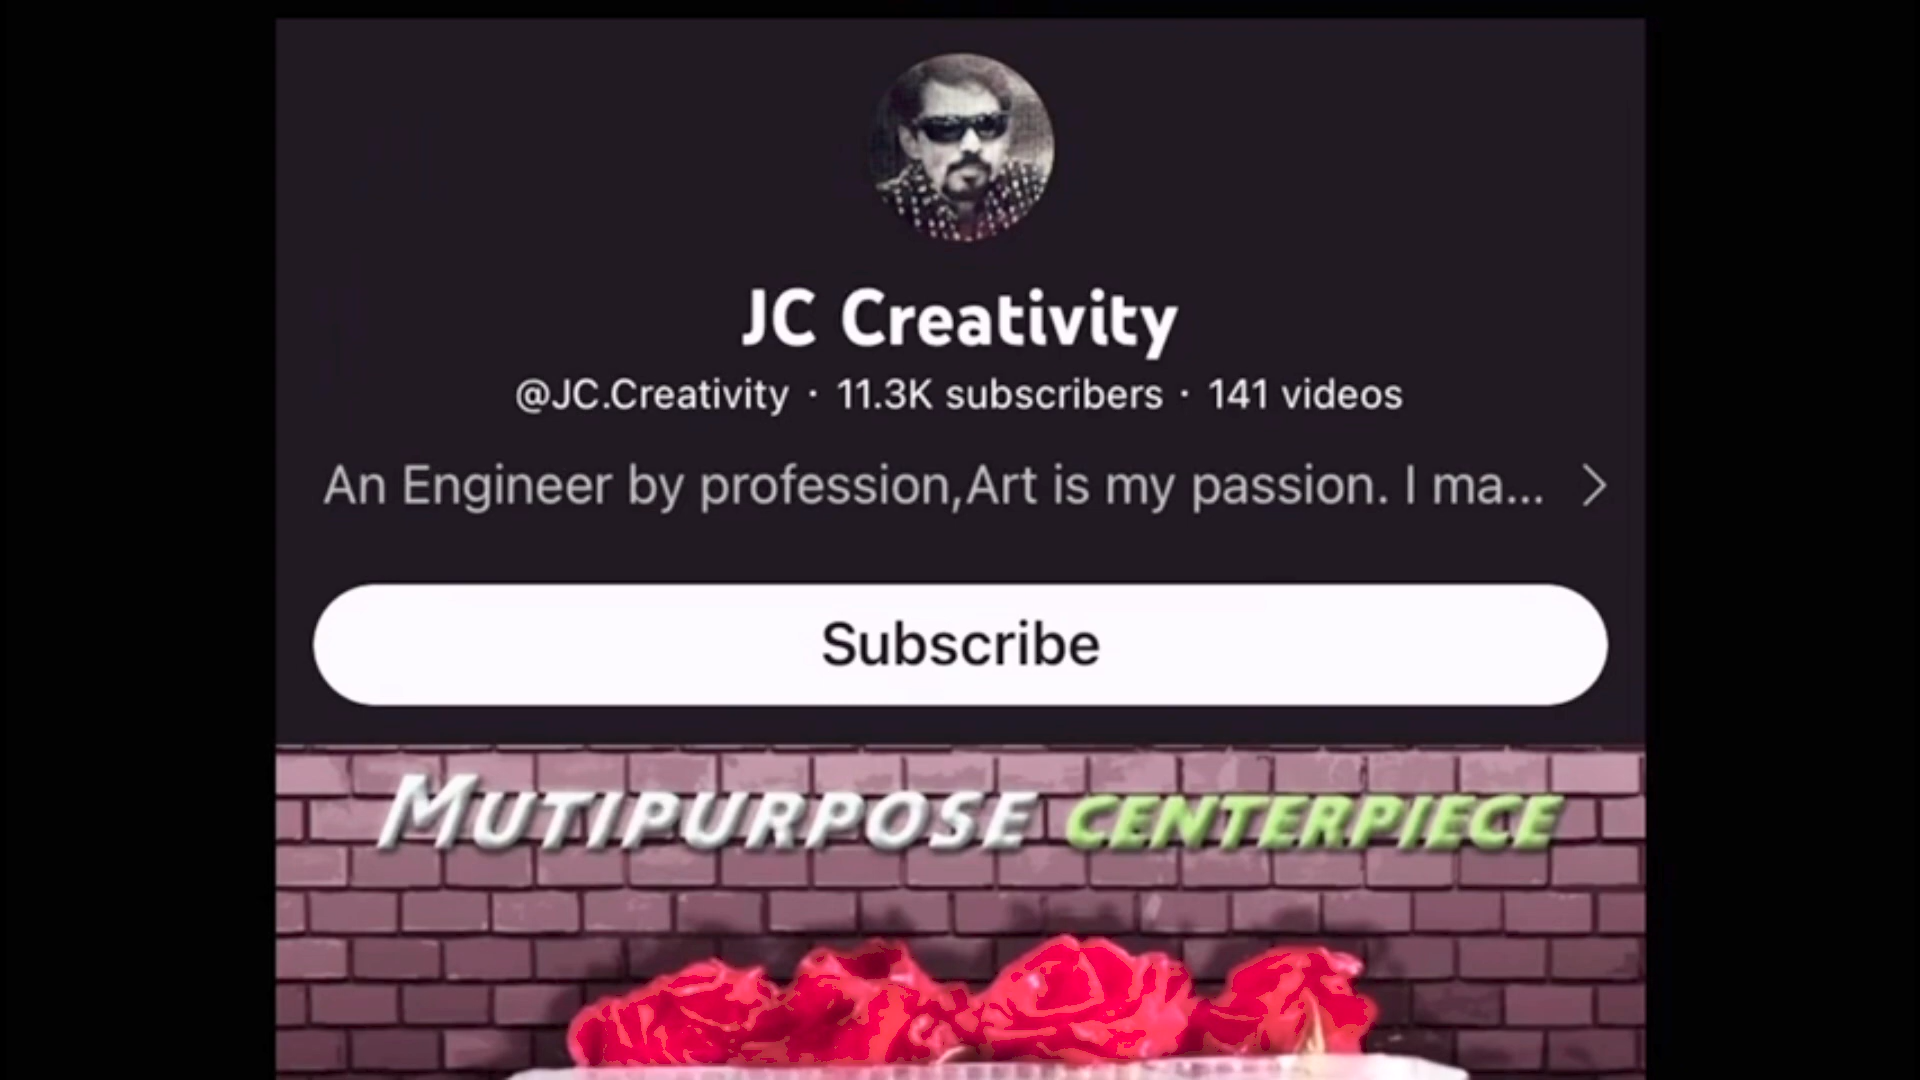 JC Creativity
@JC.Creativity · 11.3K subscribers · 141 videos
An Engineer by profession,Art is my passion. I ma...
Subscribe
MUTIPURPOSE CENTERPIECE